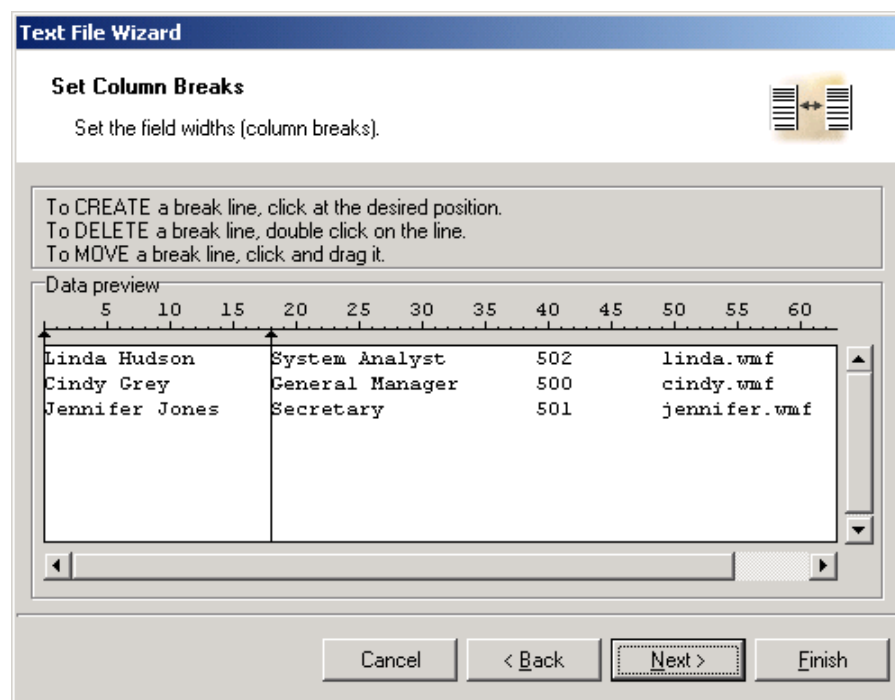 Text File Wizard
Set Column Breaks
Set the field widths (column breaks).
To CREATE a break line, click at the desired position.
To DELETE a break line, double click on the line.
To MOVE a break line, click and drag it.
Data preview
5 10 15 20 25 30 35 40 45 50 55 60
Linda Hudson System Analyst 502 linda.wmf
Cindy Grey General Manager 500 cindy.wmf
Jennifer Jones Secretary 501 jennifer.wmf
Cancel < Back Next > Finish